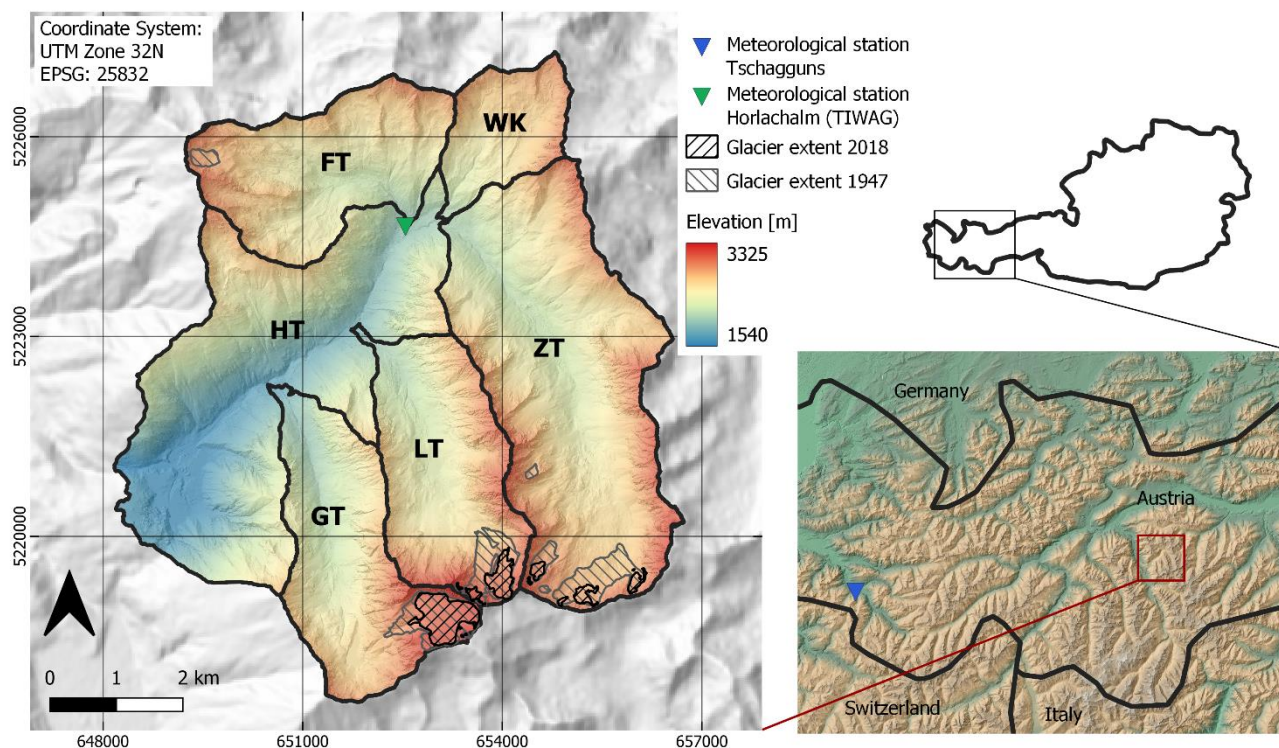 Coordinate System:
UTM Zone 32N
EPSG: 25832
5226000
5223000
5220000
FT
WK
HT
ZT
LT
GT
0 1 2 km
648000 651000 654000 657000
Meteorological station
Tschagguns
Meteorological station
Horlachalm (TIWAG)
Glacier extent 2018
Glacier extent 1947
Elevation [m]
3325
1540
Germany
Austria
Switzerland
Italy